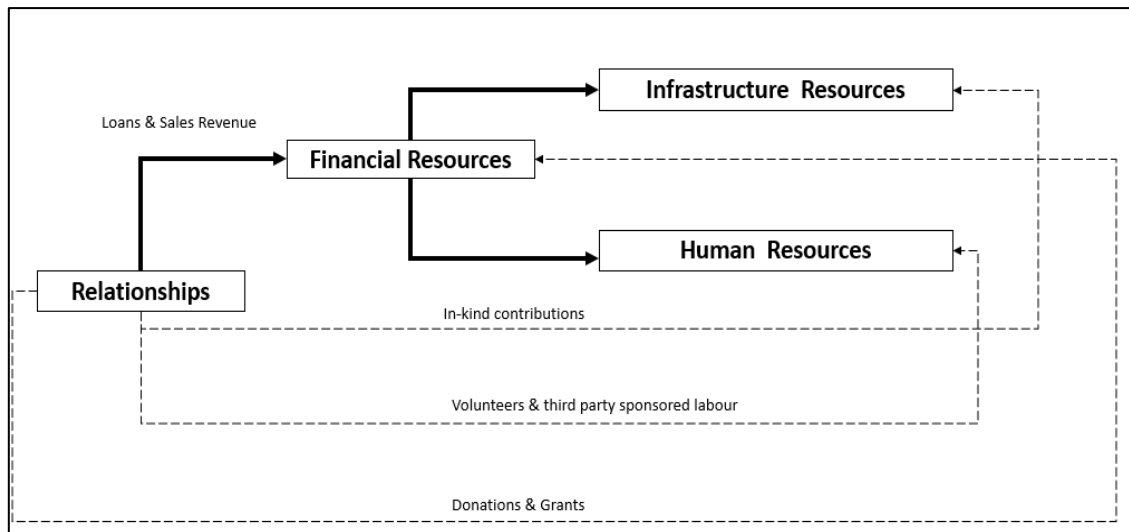 Infrastructure Resources
Loans & Sales Revenue
Financial Resources
Human Resources
Relationships
In-kind contributions
Volunteers & third party sponsored labour
Donations & Grants